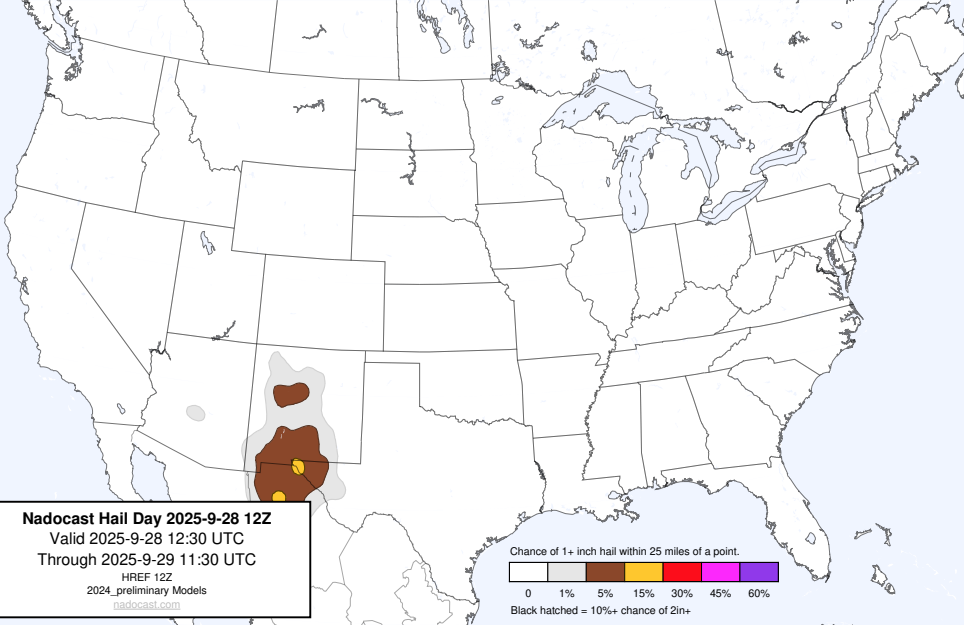 Nadocast Hail Day 2025-9-28 12Z
Valid 2025-9-28 12:30 UTC
Through 2025-9-29 11:30 UTC
HREF 12Z
2024_preliminary Models
nadocast.com
Chance of 1+ inch hail within 25 miles of a point.
0 1% 5% 15% 30% 45% 60%
Black hatched = 10%+ chance of 2in+